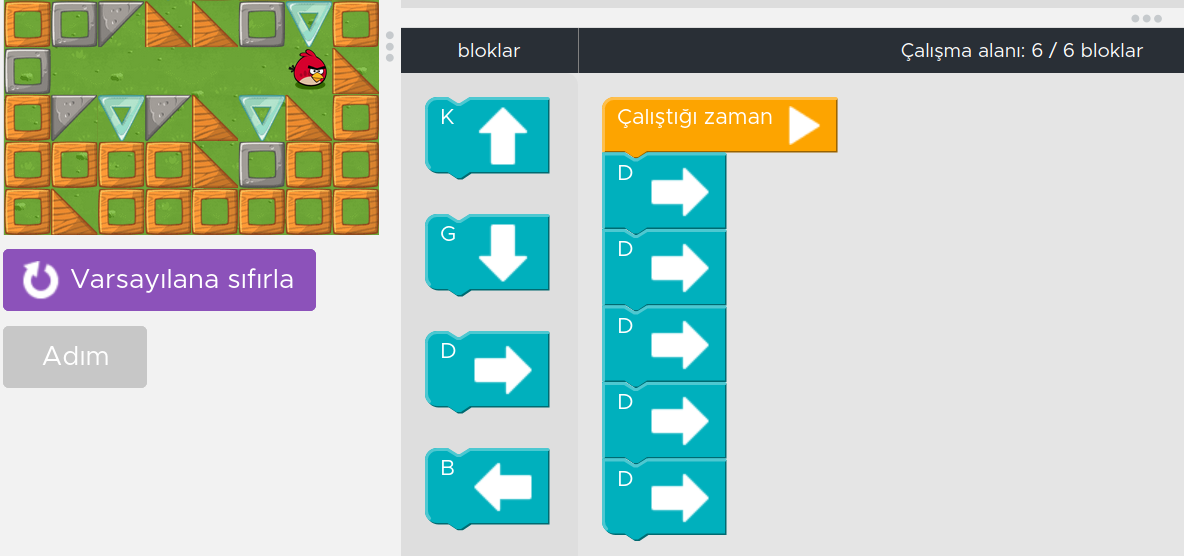 bloklar
Çalışma alanı: 6 / 6 bloklar
K
G
D
B
Çalıştığı zaman
D
D
D
D
D
Varsayılana sıfırla
Adım